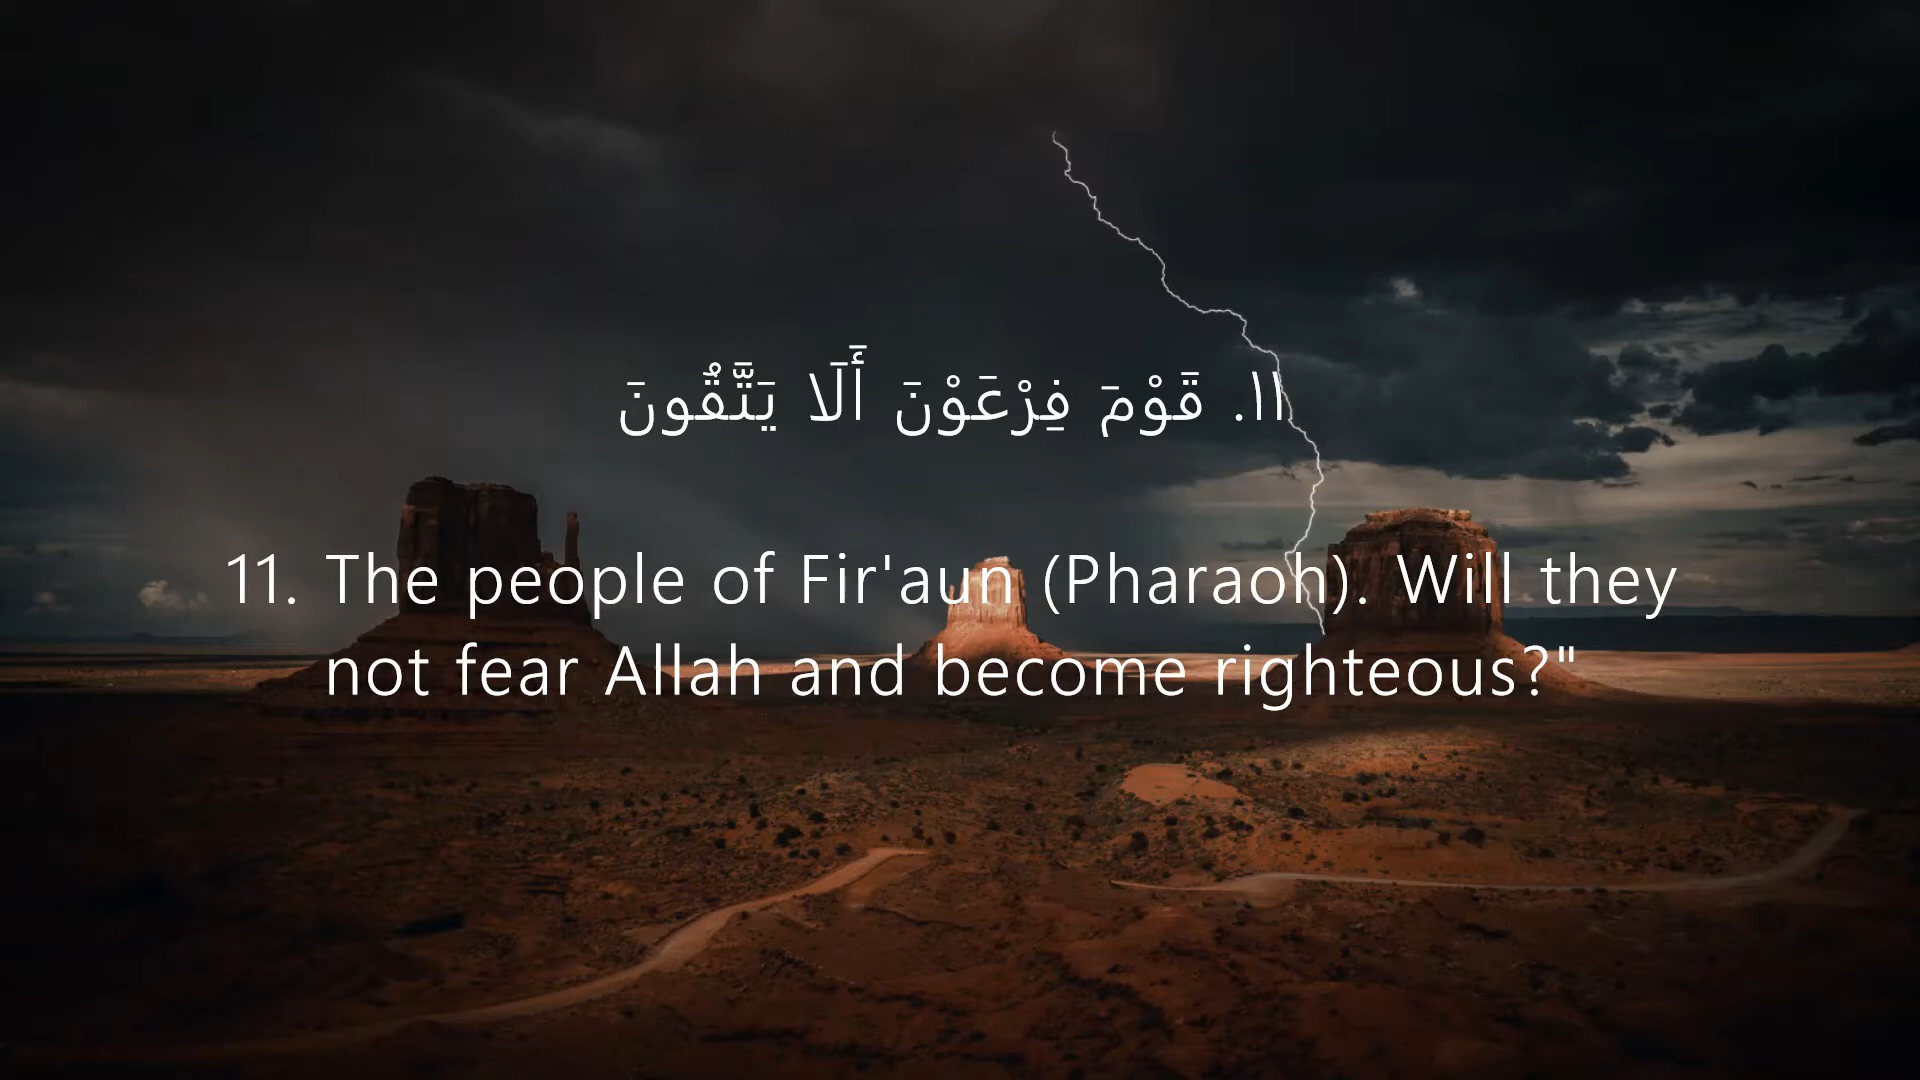 ١١. قَوْمَ فِرْعَوْنَ أَلَا يَتَّقُونَ
11. The people of Fir'aun (Pharaoh). Will they
not fear Allah and become righteous?"